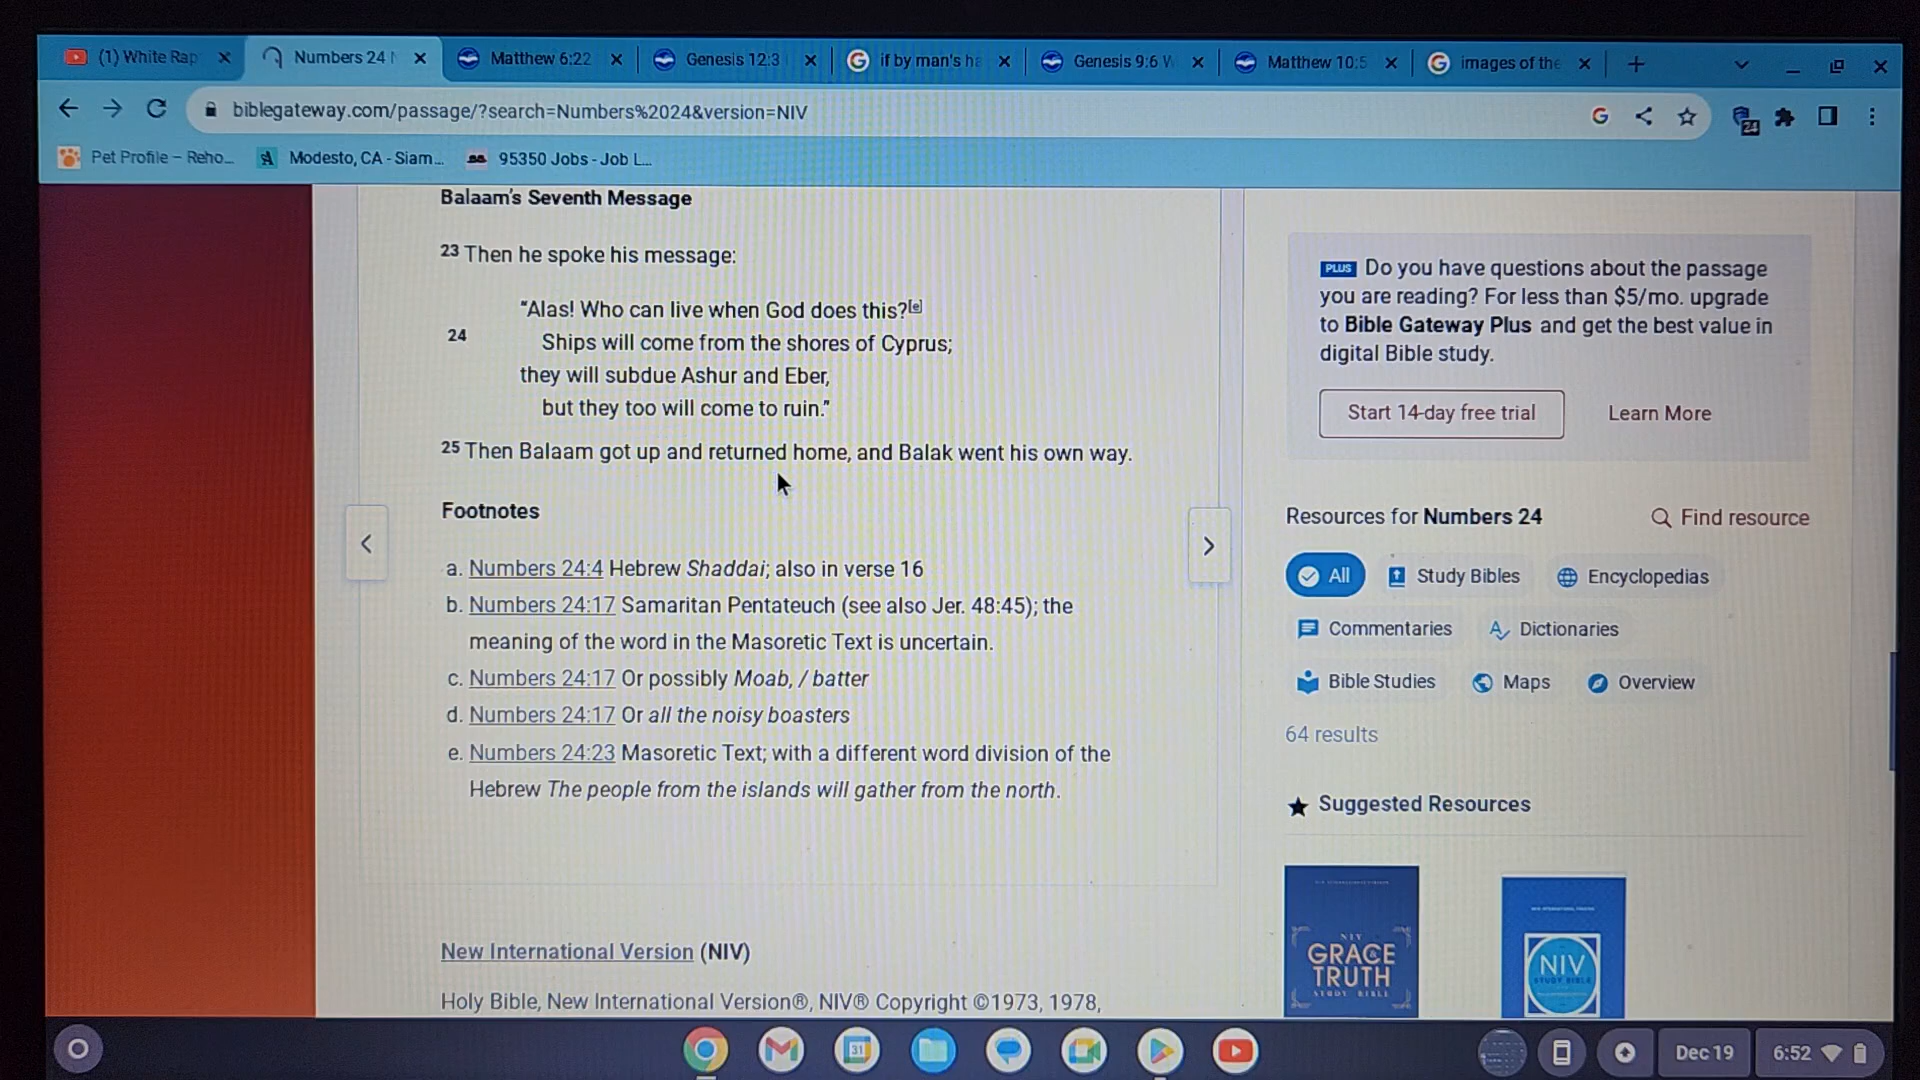 (1) White Rap
Numbers 24
Matthew 6:22
Genesis 12:3
if by man's ha
Genesis 9:6
Matthew 10:5
images of the
biblegateway.com/passage/?search=Numbers%2024&version=NIV
24
Pet Profile – Reho...
Modesto, CA - Siam...
95350 Jobs - Job L...
Balaam's Seventh Message
23 Then he spoke his message:
"Alas! Who can live when God does this?[e]
24 Ships will come from the shores of Cyprus;
they will subdue Ashur and Eber,
but they too will come to ruin."
25 Then Balaam got up and returned home, and Balak went his own way.
Footnotes
a. Numbers 24:4 Hebrew Shaddai; also in verse 16
b. Numbers 24:17 Samaritan Pentateuch (see also Jer. 48:45); the
meaning of the word in the Masoretic Text is uncertain.
c. Numbers 24:17 Or possibly Moab, / batter
d. Numbers 24:17 Or all the noisy boasters
e. Numbers 24:23 Masoretic Text; with a different word division of the
Hebrew The people from the islands will gather from the north.
New International Version (NIV)
Holy Bible, New International Version®, NIV® Copyright ©1973, 1978,
PLUS Do you have questions about the passage
you are reading? For less than $5/mo. upgrade
to Bible Gateway Plus and get the best value in
digital Bible study.
Start 14-day free trial
Learn More
Resources for Numbers 24
Find resource
All
Study Bibles
Encyclopedias
Commentaries
Dictionaries
Bible Studies
Maps
Overview
64 results
Suggested Resources
NIV
GRACE
TRUTH
STUDY BIBLE
NIV
STUDY BIBLE
31
Dec 19
6:52